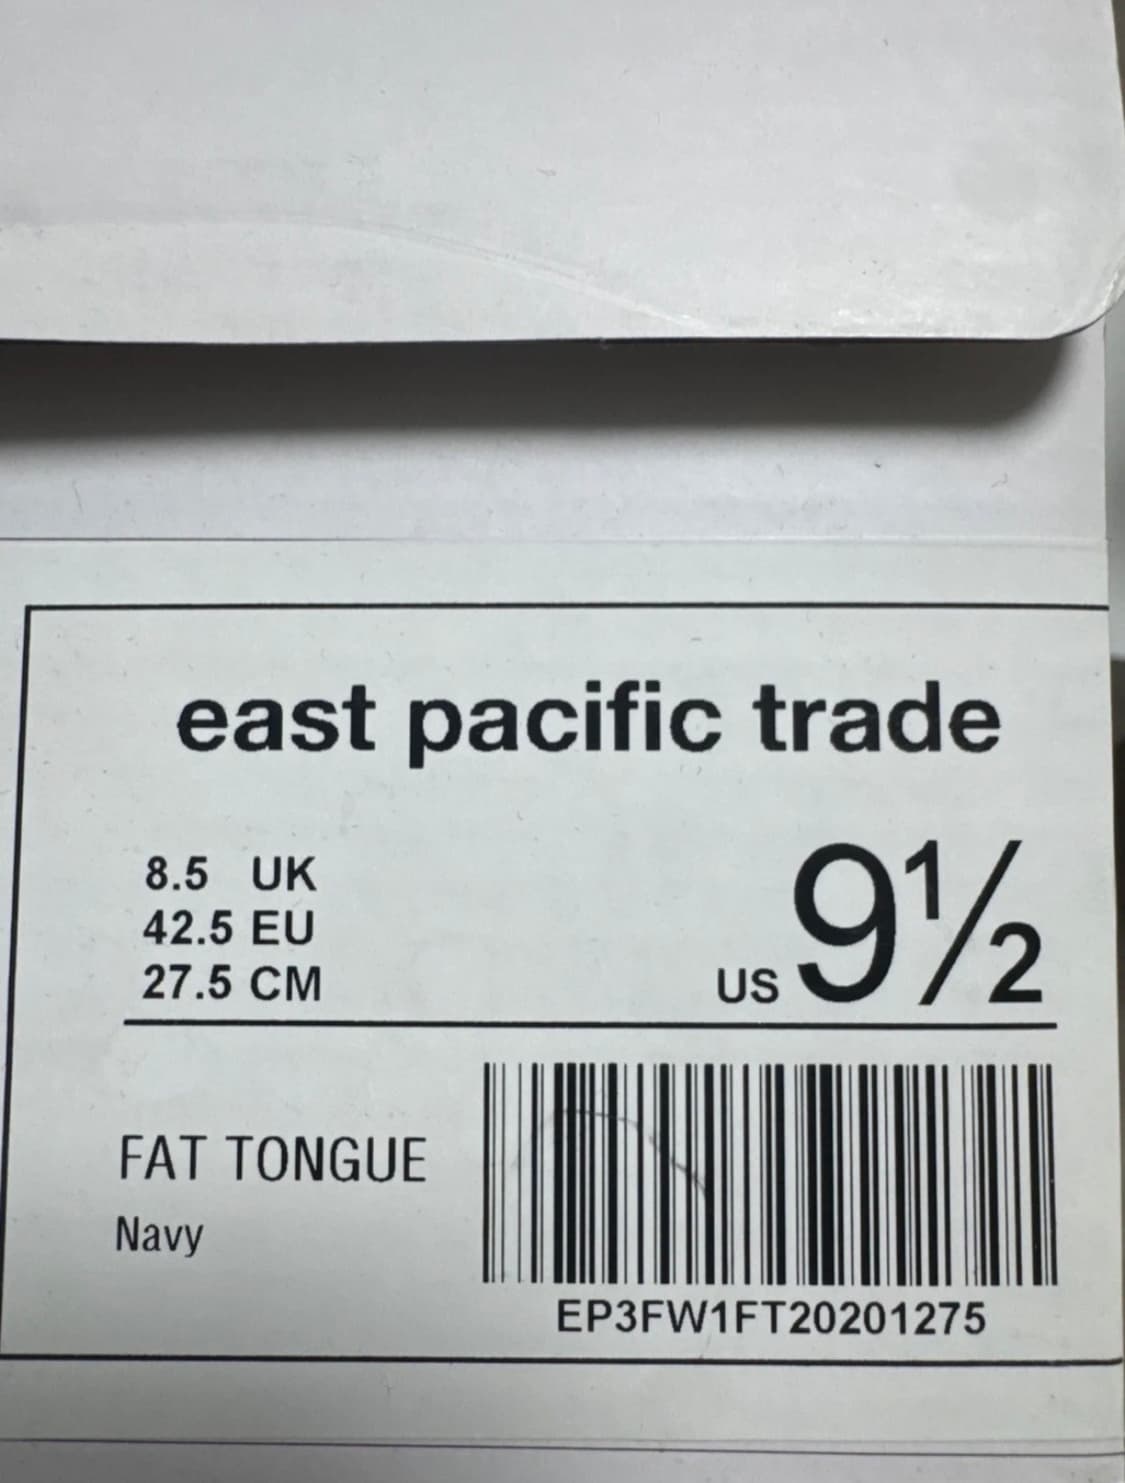 east pacific trade
8.5 UK
42.5 EU
27.5 CM
US 9½
FAT TONGUE
Navy
EP3FW1FT20201275